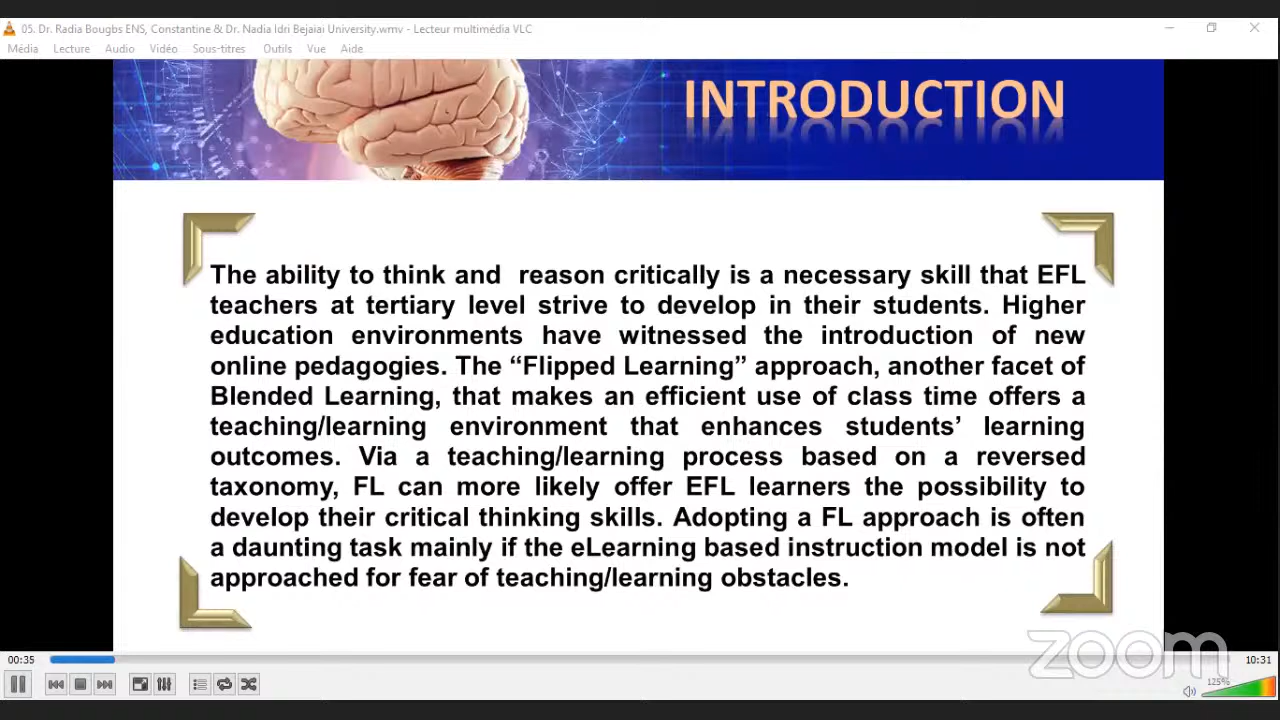 05. Dr. Radia Bougbs ENS, Constantine & Dr. Nadia Idri Bejaiai University.wmv - Lecteur multimédia VLC
Média Lecture Audio Vidéo Sous-titres Outils Vue Aide
INTRODUCTION
The ability to think and reason critically is a necessary skill that EFL
teachers at tertiary level strive to develop in their students. Higher
education environments have witnessed the introduction of new
online pedagogies. The “Flipped Learning” approach, another facet of
Blended Learning, that makes an efficient use of class time offers a
teaching/learning environment that enhances students’ learning
outcomes. Via a teaching/learning process based on a reversed
taxonomy, FL can more likely offer EFL learners the possibility to
develop their critical thinking skills. Adopting a FL approach is often
a daunting task mainly if the eLearning based instruction model is not
approached for fear of teaching/learning obstacles.
zoom
00:35
10:31
125%